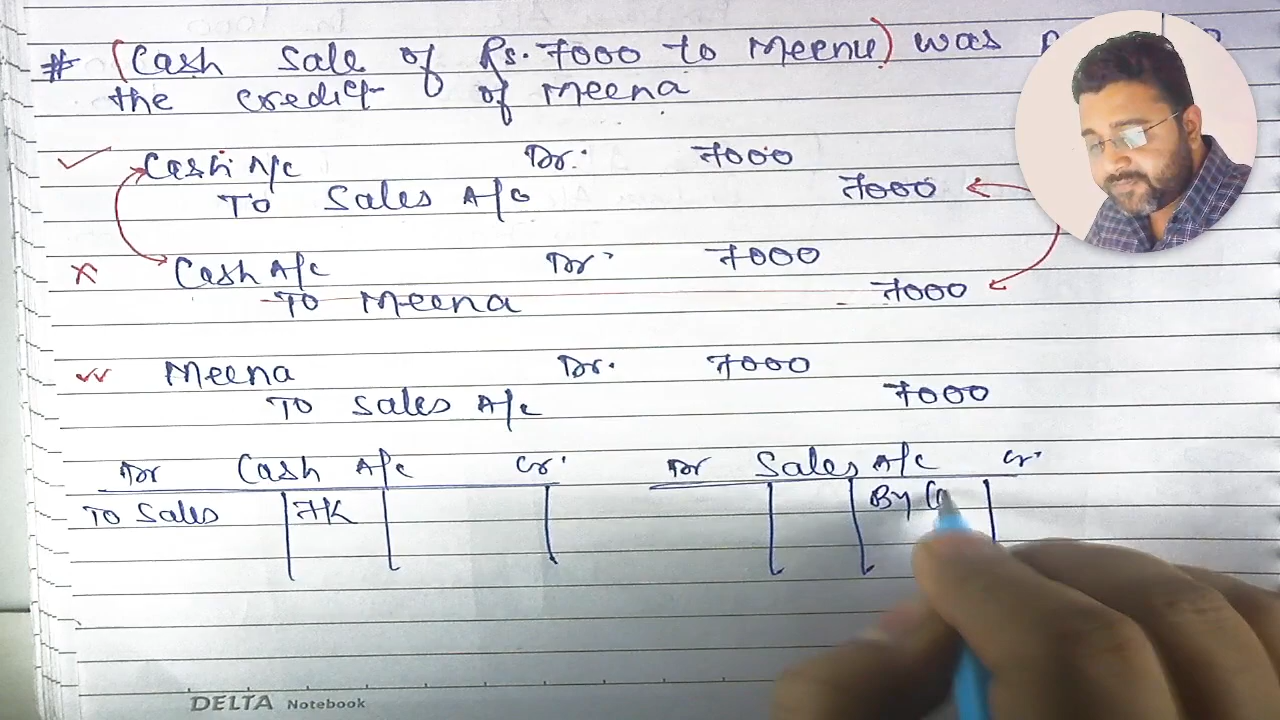 # (Cash Sale of Rs. 7000 to Meenu) was
the credit of Meena
✓ Cash A/c Dr. 7000
To Sales A/c 7000
✗ Cash A/c Dr. 7000
To Meena 7000
Meena Dr. 7000
To Sales A/c 7000
Dr Cash A/c Cr. Dr Sales A/c Cr.
To Sales 7K By
DELTA Notebook